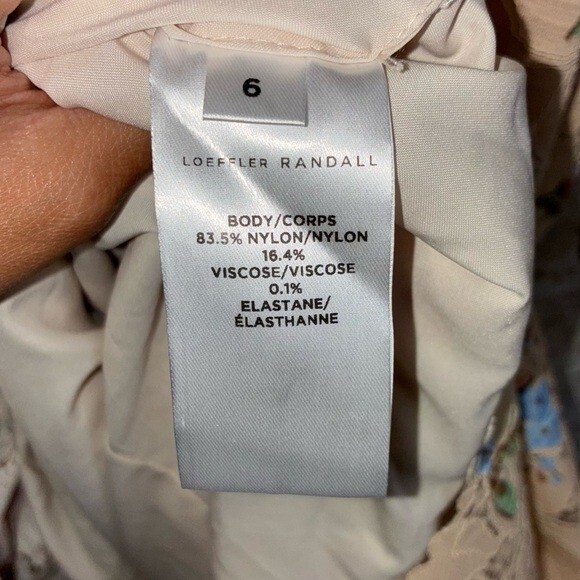 6
LOEFFLER RANDALL
BODY/CORPS
83.5% NYLON/NYLON
16.4%
VISCOSE/VISCOSE
0.1%
ELASTANE/
ÉLASTHANNE